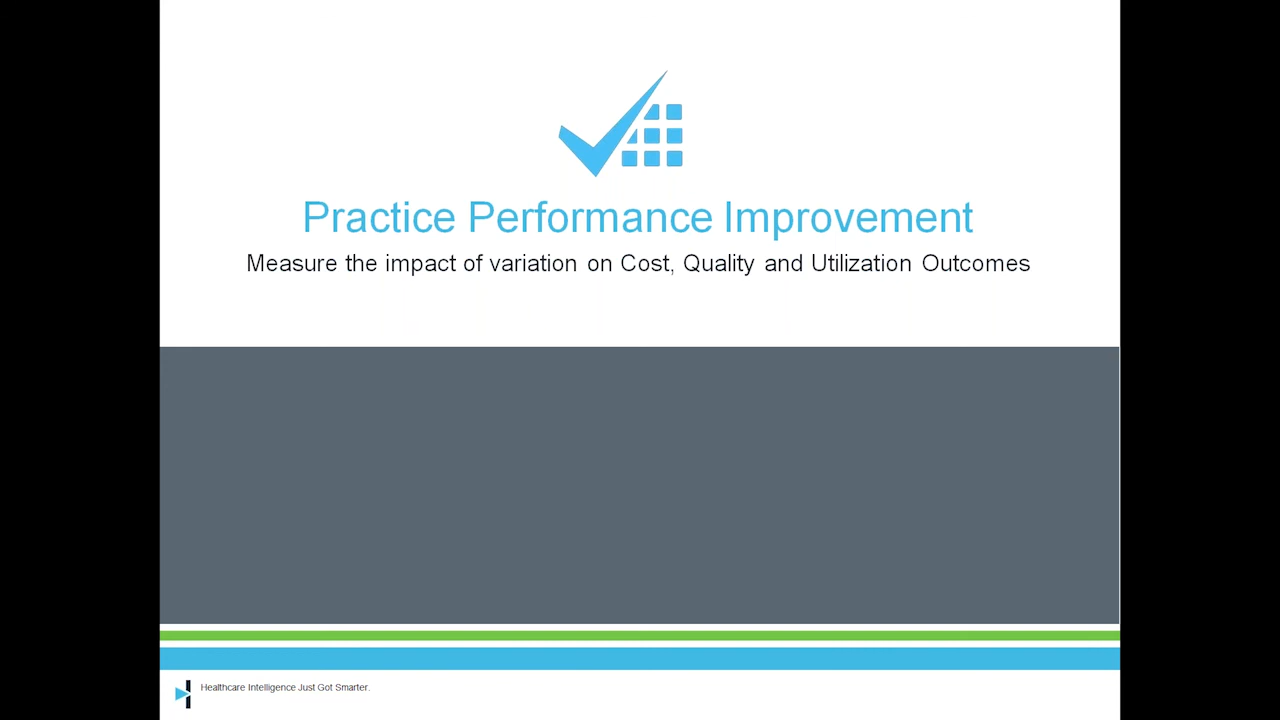 Practice Performance Improvement
Measure the impact of variation on Cost, Quality and Utilization Outcomes
Healthcare Intelligence Just Got Smarter.